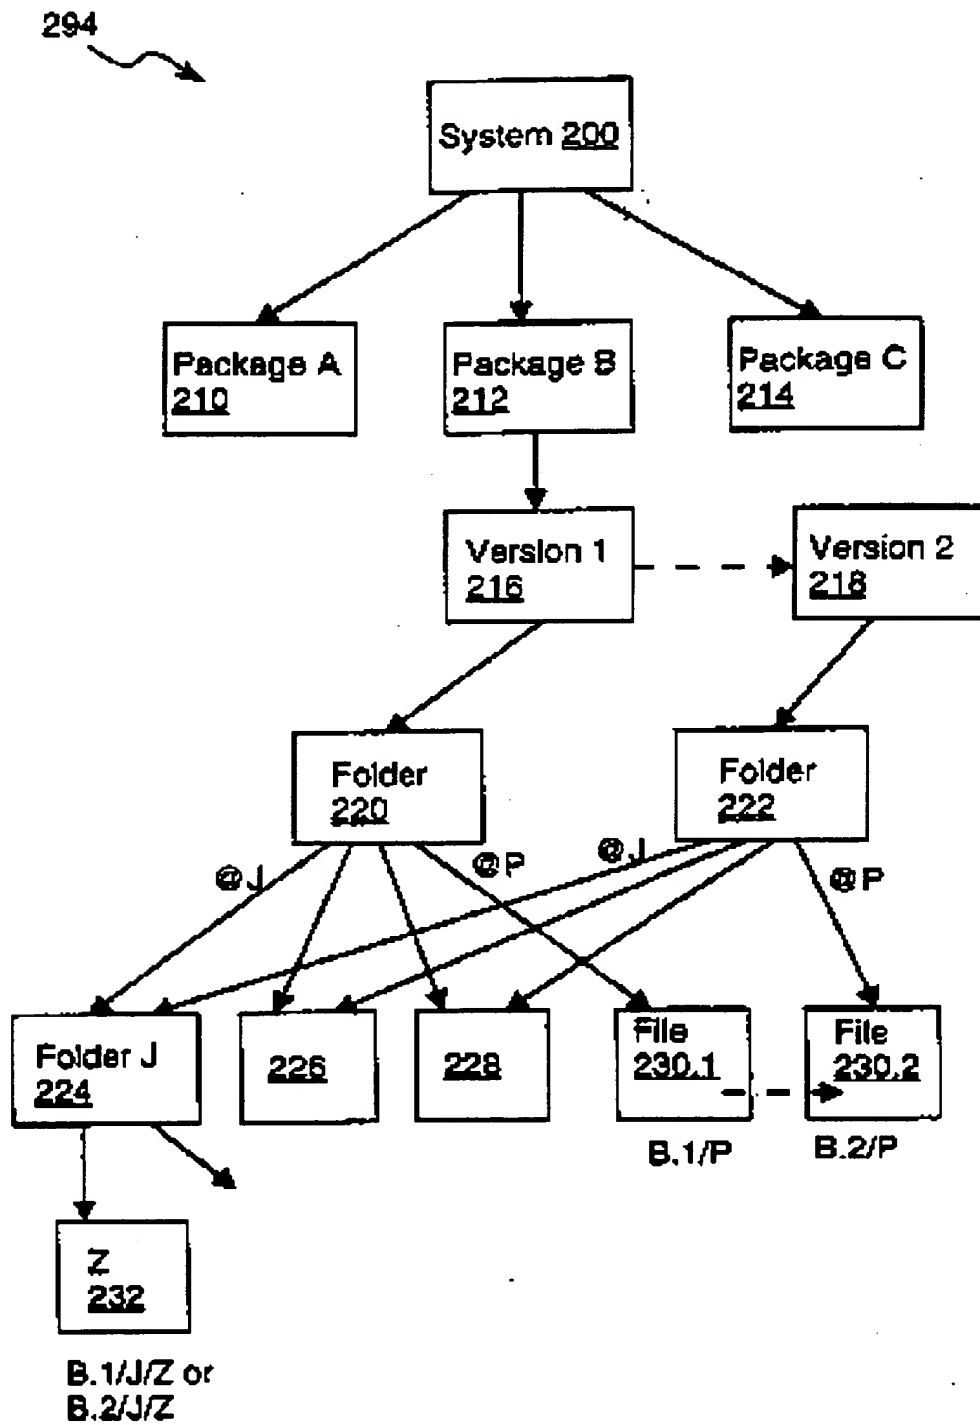 294
System 200
Package A
210
Package B
212
Package C
214
Version 1
216
Version 2
218
Folder
220
Folder
222
@J
@P
@J
@P
Folder J
224
226
228
File
230.1
File
230.2
B.1/P
B.2/P
Z
232
B.1/J/Z or
B.2/J/Z